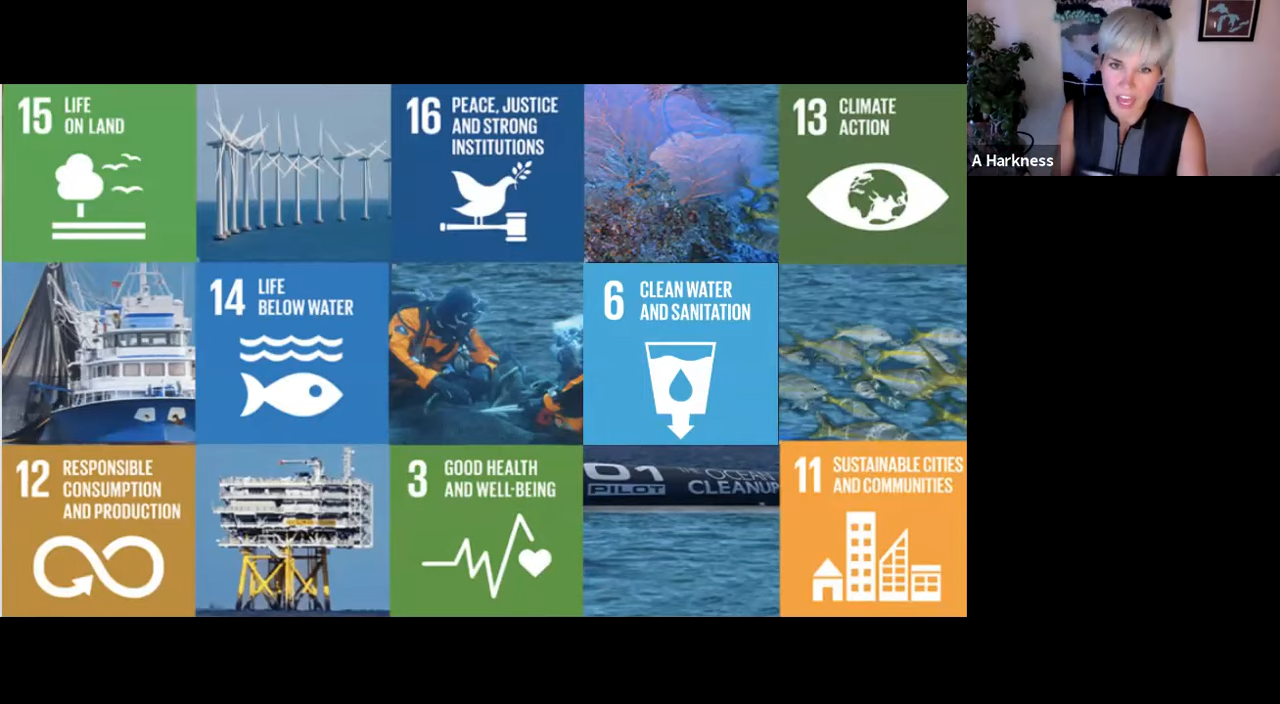 15 LIFE
ON LAND
16 PEACE, JUSTICE
AND STRONG
INSTITUTIONS
13 CLIMATE
ACTION
A Harkness
14 LIFE
BELOW WATER
6 CLEAN WATER
AND SANITATION
12 RESPONSIBLE
CONSUMPTION
AND PRODUCTION
3 GOOD HEALTH
AND WELL-BEING
01
PILOT
THE OCEAN
CLEANUP
11 SUSTAINABLE CITIES
AND COMMUNITIES